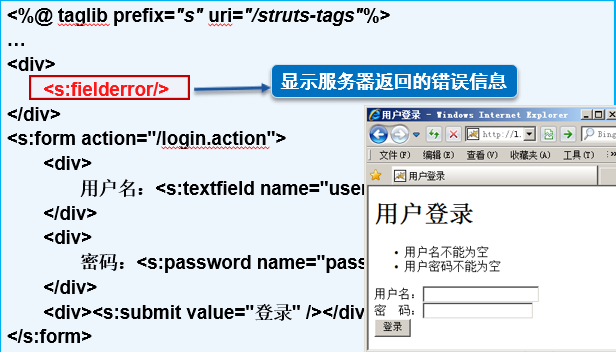 <%@ taglib prefix="s" uri="/struts-tags"%>
…
<div>
<s:fielderror/>
显示服务器返回的错误信息
</div>
<s:form action="/login.action">
<div>
用户名：<s:textfield name="user
</div>
<div>
密码：<s:password name="pass
</div>
<div><s:submit value="登录" /></div
</s:form>
用户登录 - Windows Internet Explorer
http://1.
Bing
文件(F) 编辑(E) 查看(V) 收藏夹(A) 工具(T) »
用户登录
用户登录
• 用户名不能为空
• 用户密码不能为空
用户名：
密 码：
登录